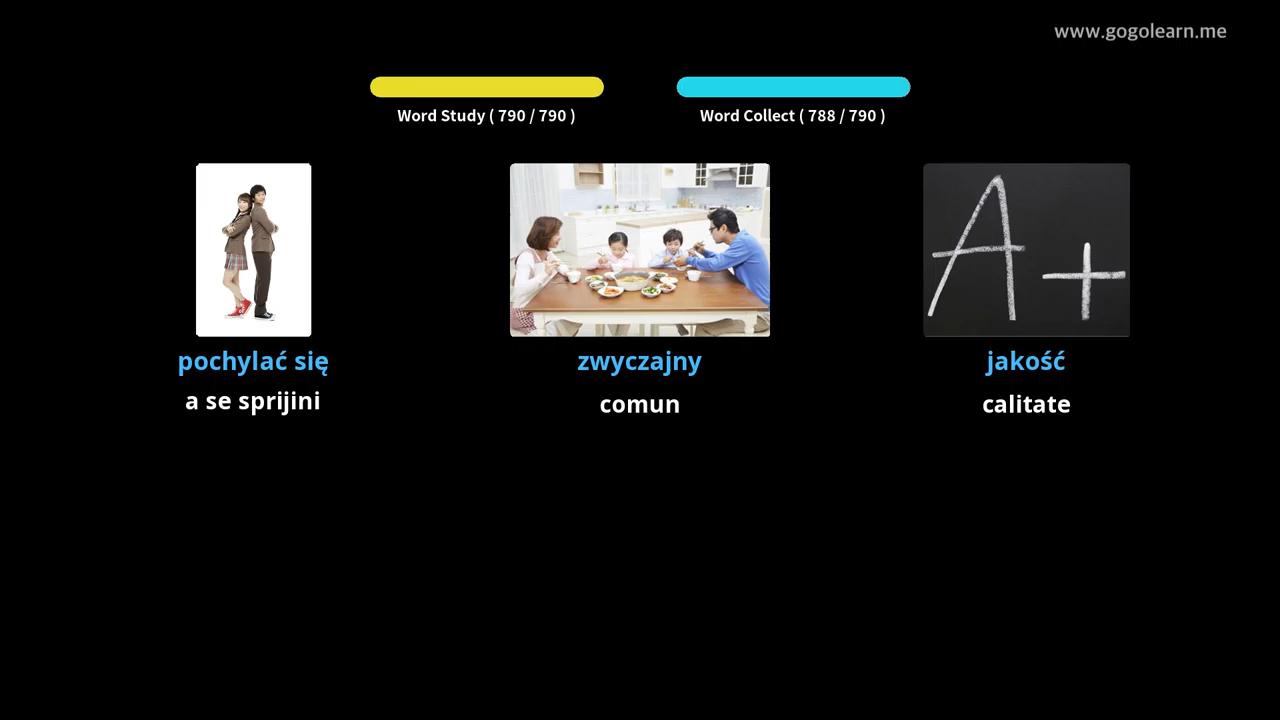 www.gogolearn.me
Word Study ( 790 / 790 )
Word Collect ( 788 / 790 )
A+
pochylać się
zwyczajny
jakość
a se sprijini
comun
calitate